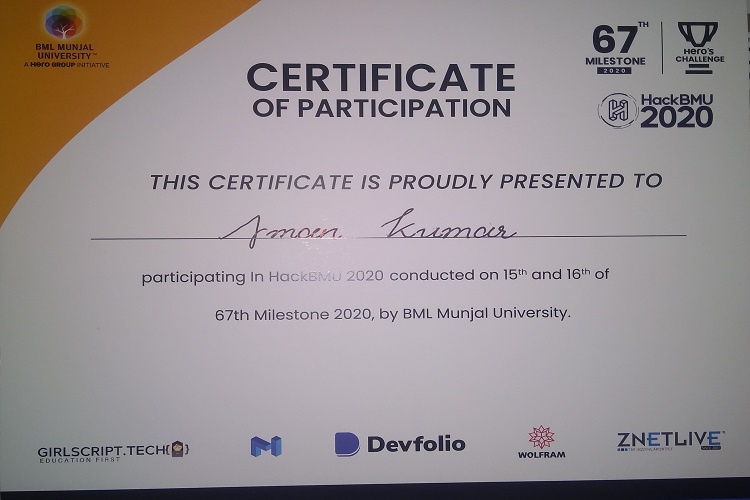 BML MUNJAL
UNIVERSITY™
A Hero GROUP INITIATIVE
67TH
MILESTONE
2020
Hero's
CHALLENGE
HackBMU
2020
CERTIFICATE
OF PARTICIPATION
THIS CERTIFICATE IS PROUDLY PRESENTED TO
Kumar
participating In HackBMU 2020 conducted on 15th and 16th of
67th Milestone 2020, by BML Munjal University.
GIRLSCRIPT.TECH
EDUCATION FIRST
Devfolio
WOLFRAM
ZNETLIVE